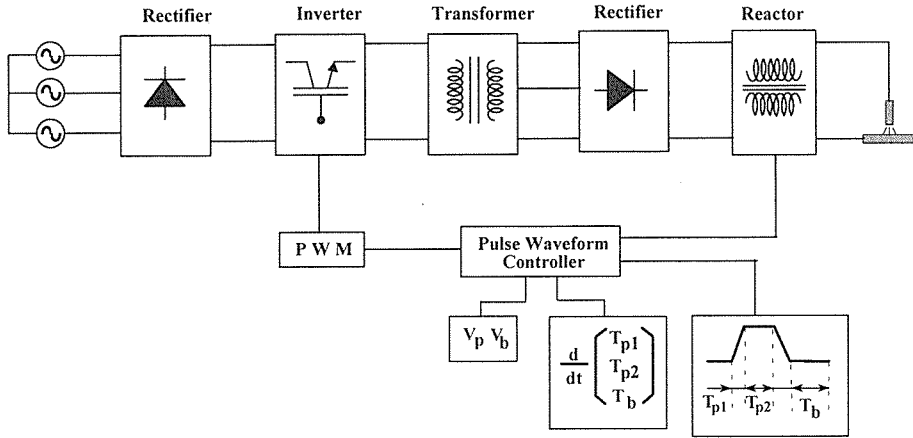 Rectifier Inverter Transformer Rectifier Reactor
P W M
Pulse Waveform
Controller
Vp Vb
d
dt
Tp1
Tp2
Tb
Tp1 Tp2 Tb